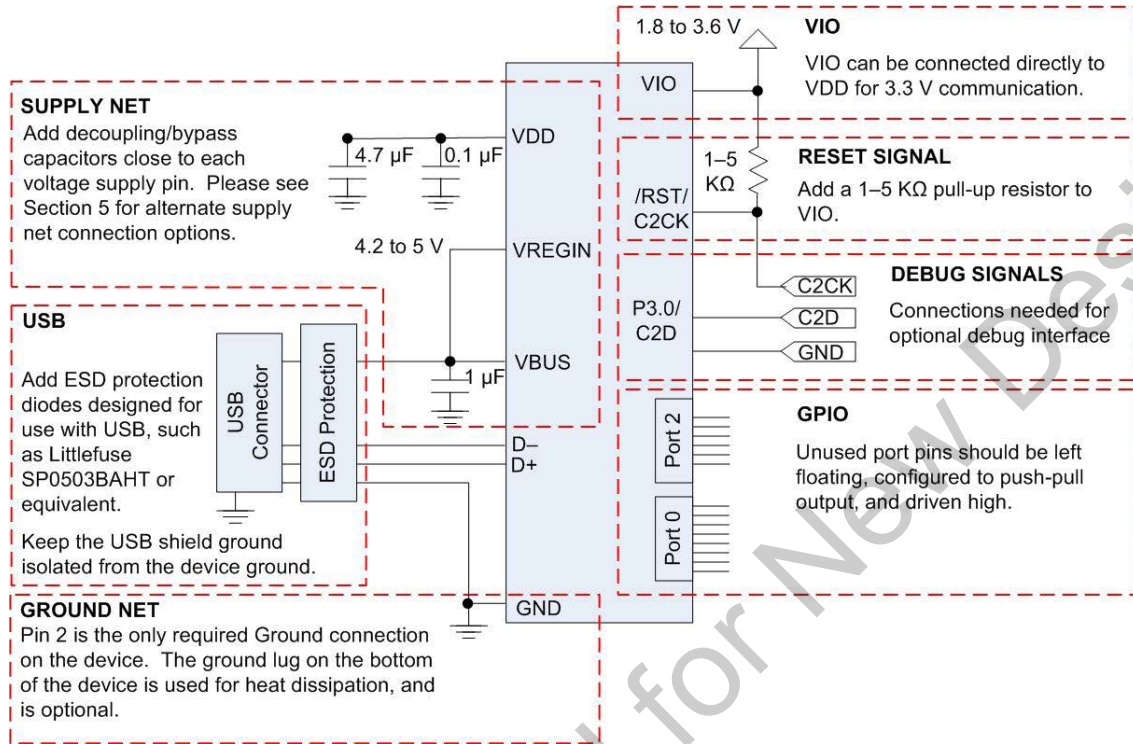 1.8 to 3.6 V
VIO
VIO can be connected directly to
VDD for 3.3 V communication.
VIO
SUPPLY NET
Add decoupling/bypass
capacitors close to each
voltage supply pin. Please see
Section 5 for alternate supply
net connection options.
4.7 µF
0.1 µF
VDD
1–5
KΩ
RESET SIGNAL
Add a 1–5 KΩ pull-up resistor to
VIO.
/RST/
C2CK
4.2 to 5 V
VREGIN
DEBUG SIGNALS
Connections needed for
optional debug interface
C2CK
C2D
GND
P3.0/
C2D
USB
Add ESD protection
diodes designed for
use with USB, such
as Littlefuse
SP0503BAHT or
equivalent.
Keep the USB shield ground
isolated from the device ground.
USB
Connector
ESD Protection
VBUS
1 µF
D–
D+
GPIO
Unused port pins should be left
floating, configured to push-pull
output, and driven high.
Port 2
Port 0
GND
GROUND NET
Pin 2 is the only required Ground connection
on the device. The ground lug on the bottom
of the device is used for heat dissipation, and
is optional.
for New Desi